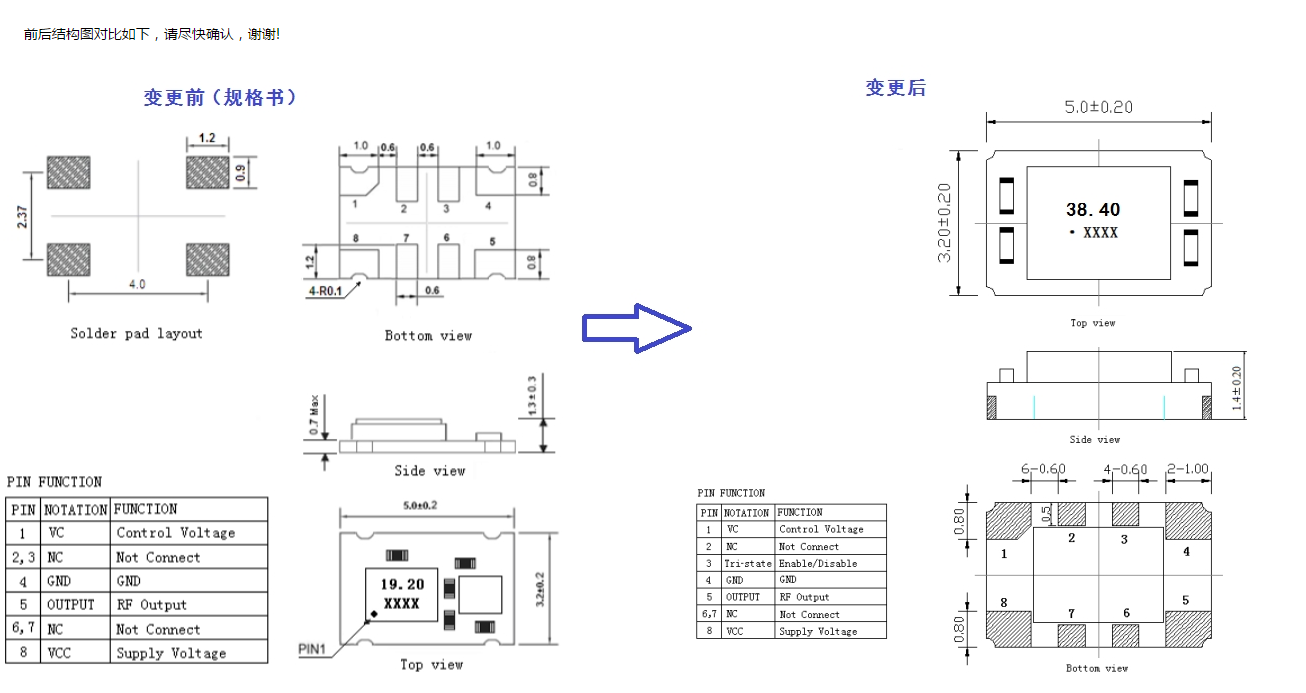 前后结构图对比如下，请尽快确认，谢谢!
变更前（规格书）
变更后
1.2
0.9
2.37
4.0
Solder pad layout
1.0 0.6 0.6 1.0
0.8
1 2 3 4
8 7 6 5
1.2
0.8
4-R0.1
0.6
Bottom view
0.7 Max
1.3±0.3
Side view
5.0±0.2
19.20
XXXX
3.2±0.2
PIN1
Top view
PIN FUNCTION
PIN NOTATION FUNCTION
1 VC Control Voltage
2,3 NC Not Connect
4 GND GND
5 OUTPUT RF Output
6,7 NC Not Connect
8 VCC Supply Voltage
5.0±0.20
3.20±0.20
38.40
• XXXX
Top view
1.4±0.20
Side view
PIN FUNCTION
PIN NOTATION FUNCTION
1 VC Control Voltage
2 NC Not Connect
3 Tri-state Enable/Disable
4 GND GND
5 OUTPUT RF Output
6,7 NC Not Connect
8 VCC Supply Voltage
6-0.60 4-0.60 2-1.00
0.80
0.5
1 2 3 4
8 7 6 5
0.80
Bottom view